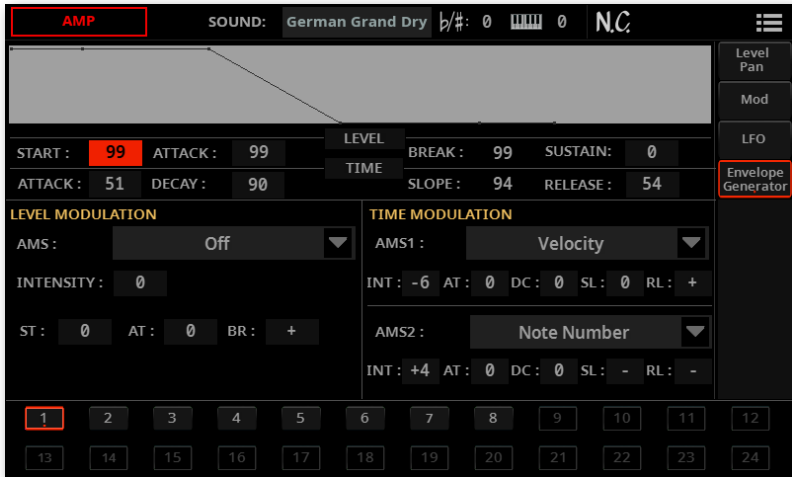 AMP SOUND: German Grand Dry ♭/#: 0 0 N.C.
Level
Pan
Mod
LFO
Envelope
Generator
LEVEL
START : 99 ATTACK : 99 BREAK : 99 SUSTAIN: 0
TIME
ATTACK : 51 DECAY : 90 SLOPE : 94 RELEASE : 54
LEVEL MODULATION
AMS : Off
INTENSITY : 0
ST : 0 AT : 0 BR : +
TIME MODULATION
AMS1 : Velocity
INT : -6 AT : 0 DC : 0 SL : 0 RL : +
AMS2 : Note Number
INT : +4 AT : 0 DC : 0 SL : - RL : -
1 2 3 4 5 6 7 8 9 10 11 12
13 14 15 16 17 18 19 20 21 22 23 24